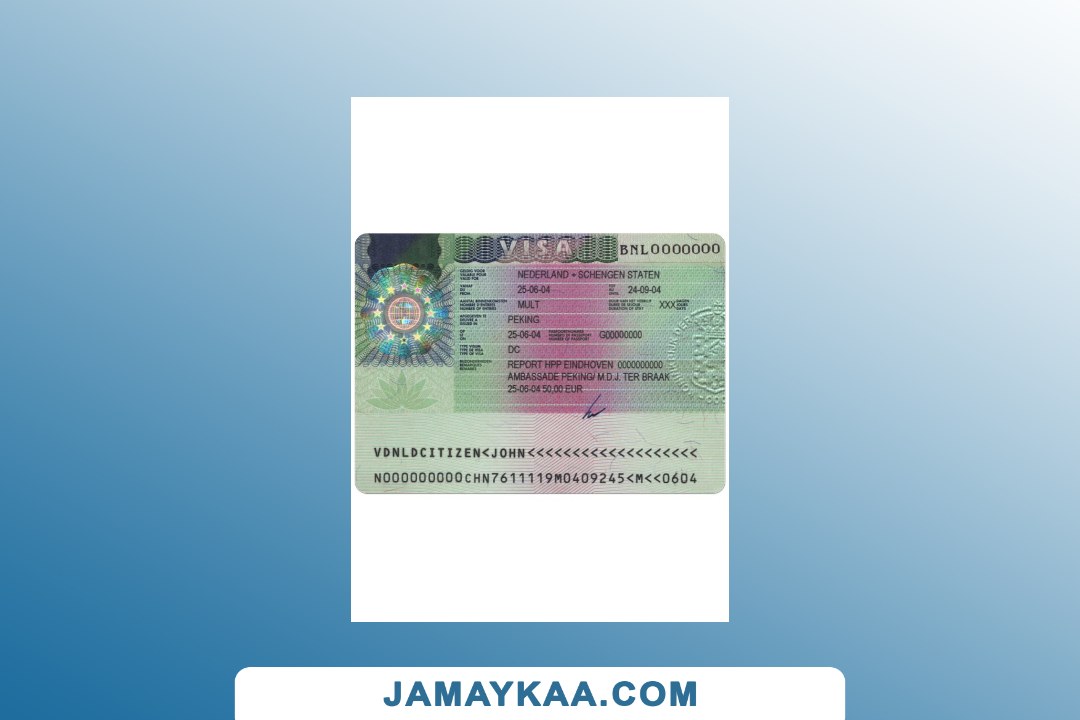 VISA BNL0000000
NEDERLAND + SCHENGEN STATEN
25-06-04 24-09-04
MULT XXX
PEKING
25-06-04 G00000000
DC
REPORT HPP EINDHOVEN 0000000000
AMBASSADE PEKING/ M.D.J. TER BRAAK
25-06-04 50,00 EUR
VDNLDCITIZEN<JOHN<<<<<<<<<<<<<<<<<<<
N000000000CHN7611119M0409245<M<<0604
JAMAYKAA.COM